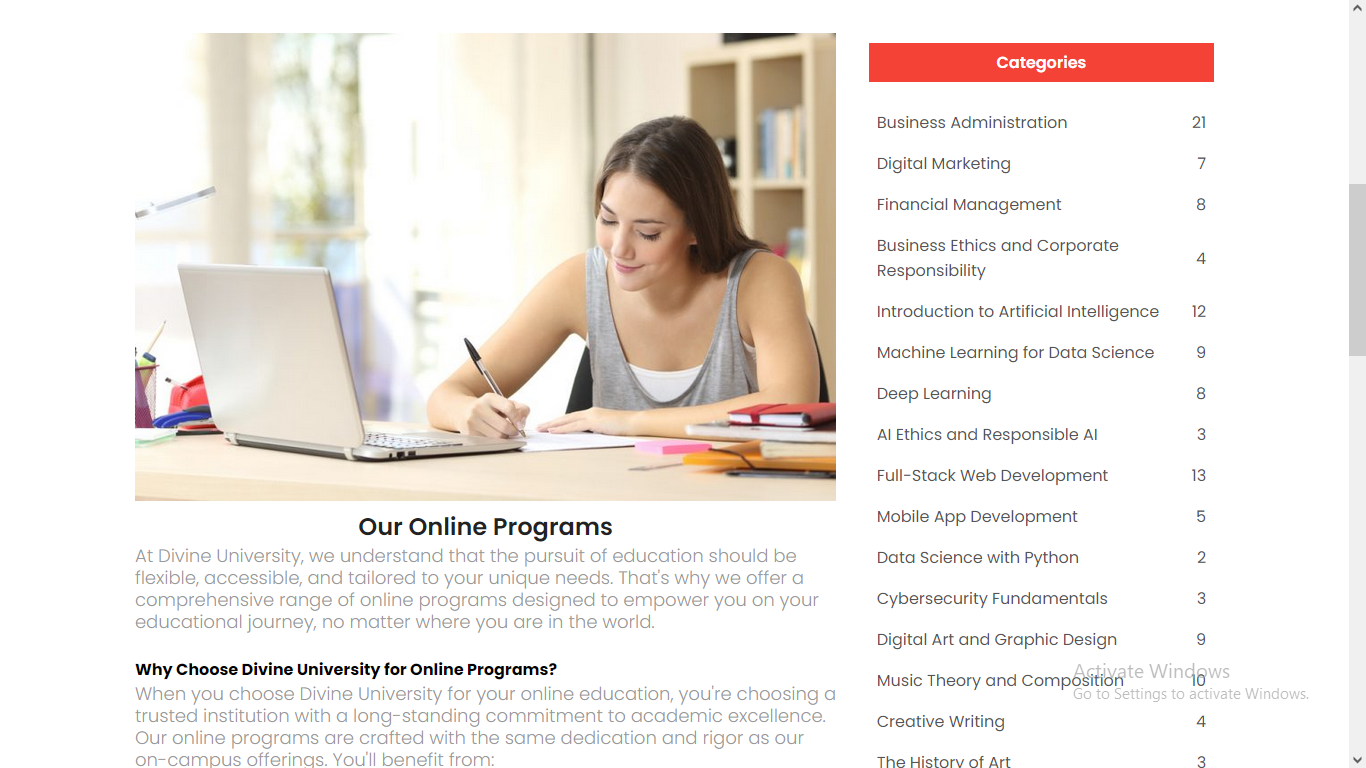 Our Online Programs
At Divine University, we understand that the pursuit of education should be
flexible, accessible, and tailored to your unique needs. That's why we offer a
comprehensive range of online programs designed to empower you on your
educational journey, no matter where you are in the world.
Why Choose Divine University for Online Programs?
When you choose Divine University for your online education, you're choosing a
trusted institution with a long-standing commitment to academic excellence.
Our online programs are crafted with the same dedication and rigor as our
on-campus offerings. You'll benefit from:
Categories
Business Administration 21
Digital Marketing 7
Financial Management 8
Business Ethics and Corporate
Responsibility 4
Introduction to Artificial Intelligence 12
Machine Learning for Data Science 9
Deep Learning 8
AI Ethics and Responsible AI 3
Full-Stack Web Development 13
Mobile App Development 5
Data Science with Python 2
Cybersecurity Fundamentals 3
Digital Art and Graphic Design 9
Music Theory and Composition 10
Creative Writing 4
The History of Art 3
Activate Windows
Go to Settings to activate Windows.